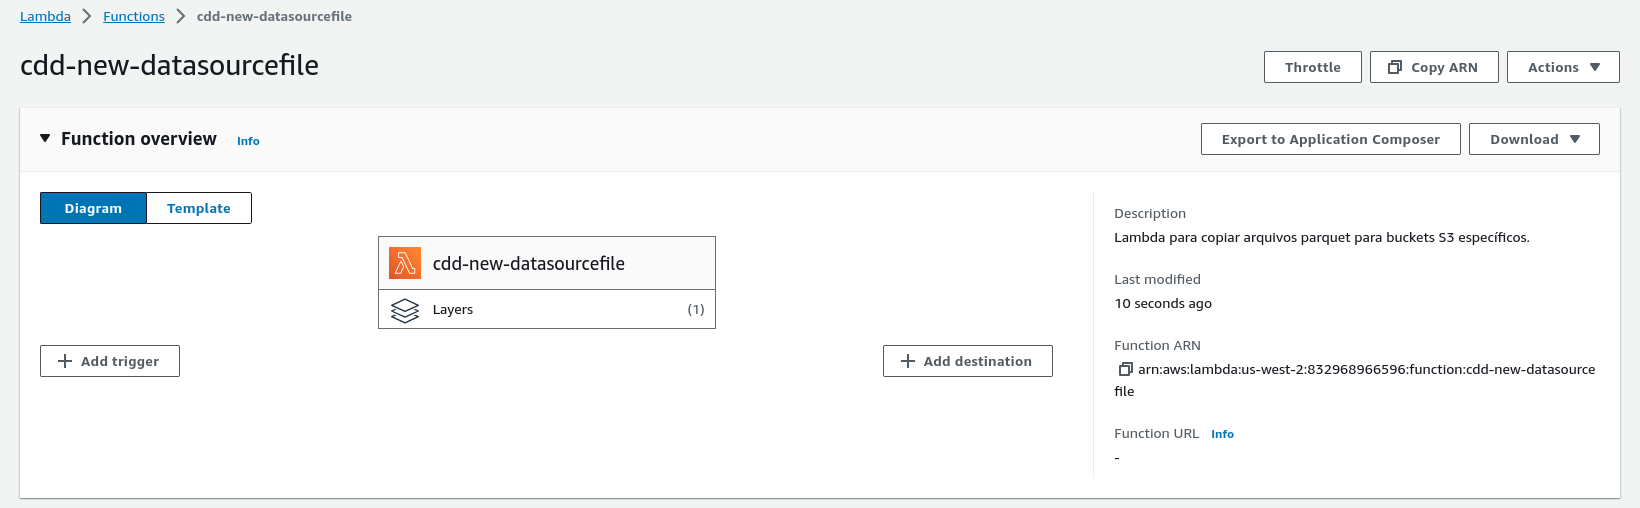 Lambda > Functions > cdd-new-datasourcefile
cdd-new-datasourcefile
Throttle
Copy ARN
Actions
Function overview Info
Export to Application Composer
Download
Diagram
Template
cdd-new-datasourcefile
Layers (1)
Add trigger
Add destination
Description
Lambda para copiar arquivos parquet para buckets S3 específicos.
Last modified
10 seconds ago
Function ARN
arn:aws:lambda:us-west-2:832968966596:function:cdd-new-datasource
file
Function URL Info
-